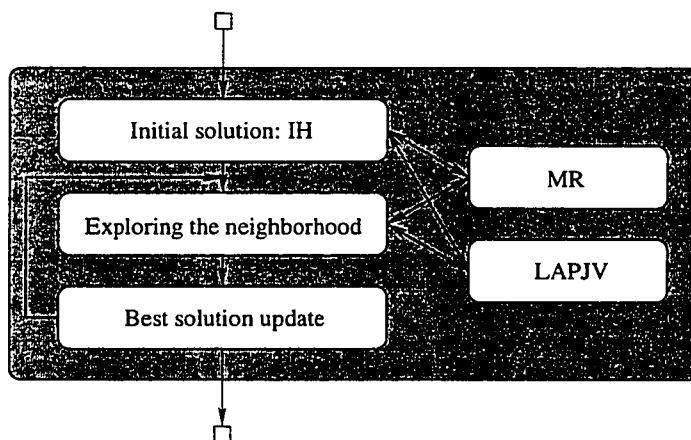 Initial solution: IH
MR
Exploring the neighborhood
LAPJV
Best solution update